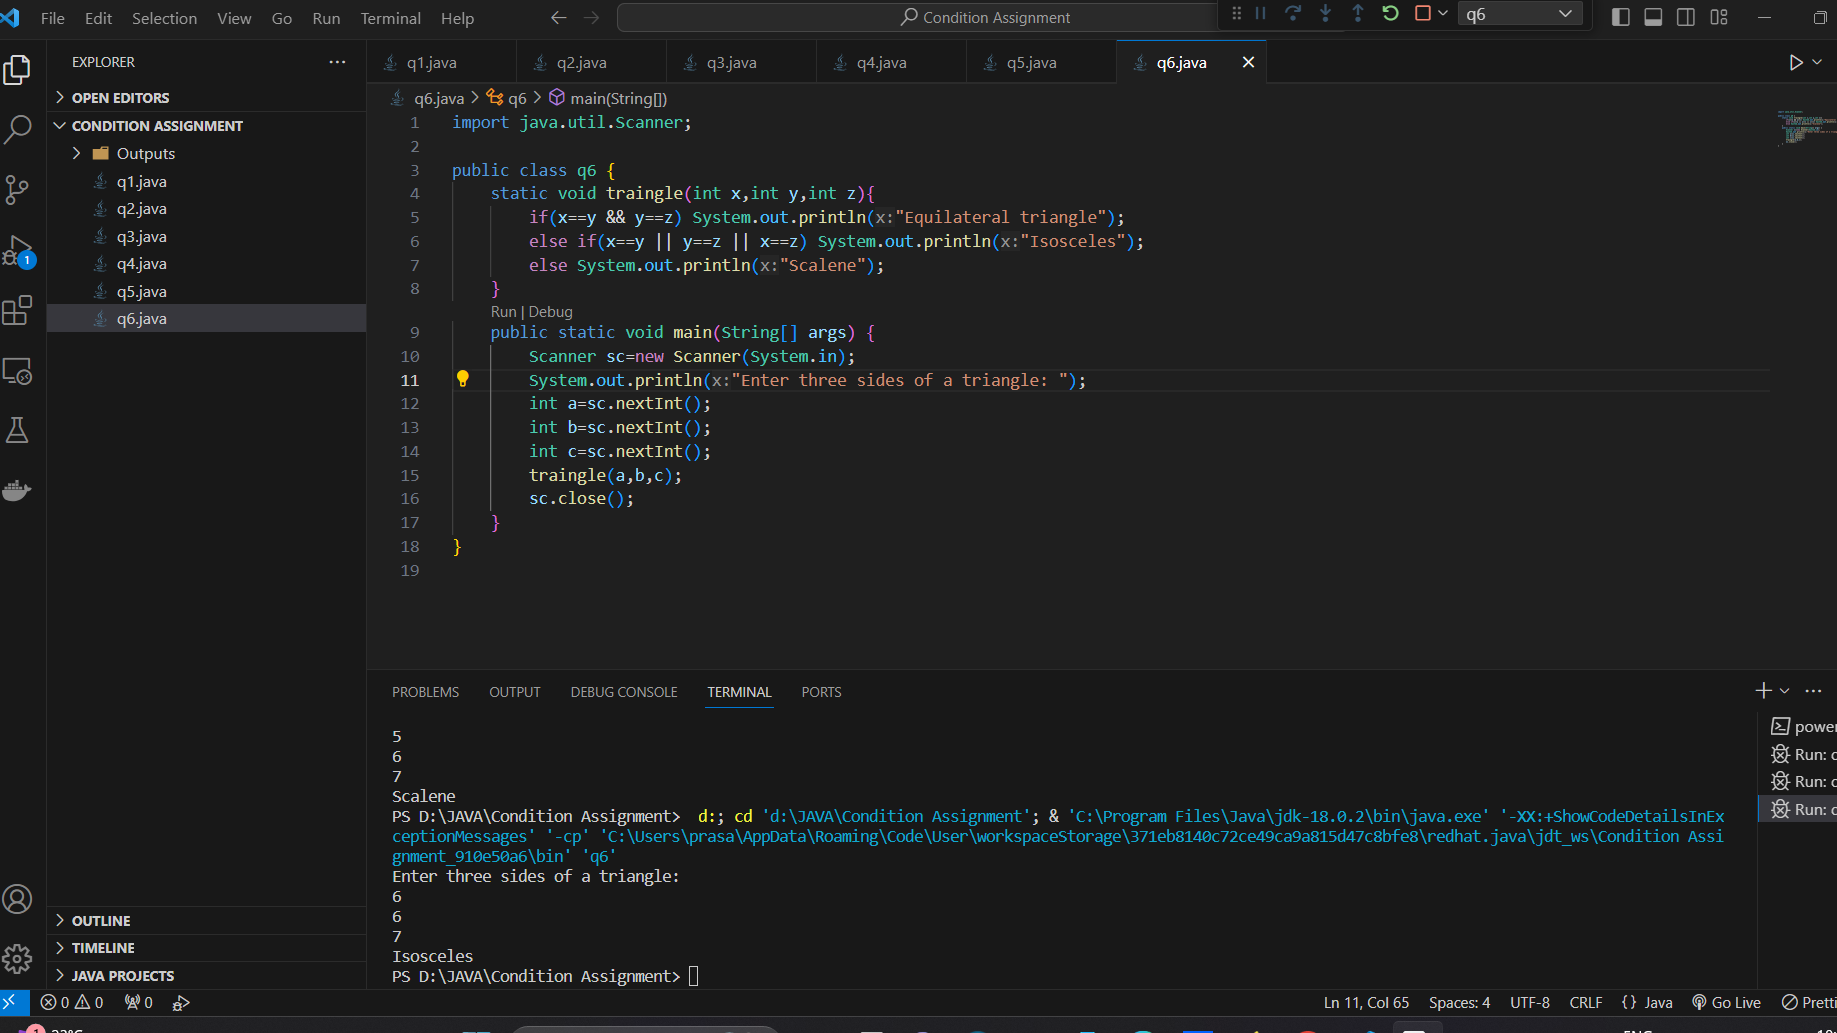 File Edit Selection View Go Run Terminal Help
Condition Assignment
q6
EXPLORER
OPEN EDITORS
CONDITION ASSIGNMENT
Outputs
q1.java
q2.java
q3.java
q4.java
q5.java
q6.java
OUTLINE
TIMELINE
JAVA PROJECTS
1
q1.java q2.java q3.java q4.java q5.java q6.java
q6.java > q6 > main(String[])
1 import java.util.Scanner;
2
3 public class q6 {
4 static void traingle(int x,int y,int z){
5 if(x==y && y==z) System.out.println(x:"Equilateral triangle");
6 else if(x==y || y==z || x==z) System.out.println(x:"Isosceles");
7 else System.out.println(x:"Scalene");
8 }
Run | Debug
9 public static void main(String[] args) {
10 Scanner sc=new Scanner(System.in);
11 System.out.println(x:"Enter three sides of a triangle: ");
12 int a=sc.nextInt();
13 int b=sc.nextInt();
14 int c=sc.nextInt();
15 traingle(a,b,c);
16 sc.close();
17 }
18 }
19
PROBLEMS OUTPUT DEBUG CONSOLE TERMINAL PORTS
5
6
7
Scalene
PS D:\JAVA\Condition Assignment> d:; cd 'd:\JAVA\Condition Assignment'; & 'C:\Program Files\Java\jdk-18.0.2\bin\java.exe' '-XX:+ShowCodeDetailsInEx
ceptionMessages' '-cp' 'C:\Users\prasa\AppData\Roaming\Code\User\workspaceStorage\371eb8140c72ce49ca9a815d47c8bfe8\redhat.java\jdt_ws\Condition Assi
gnment_910e50a6\bin' 'q6'
Enter three sides of a triangle:
6
6
7
Isosceles
PS D:\JAVA\Condition Assignment>
power
Run: c
Run: c
Run: c
0 0 0
Ln 11, Col 65 Spaces: 4 UTF-8 CRLF {} Java Go Live Pretti